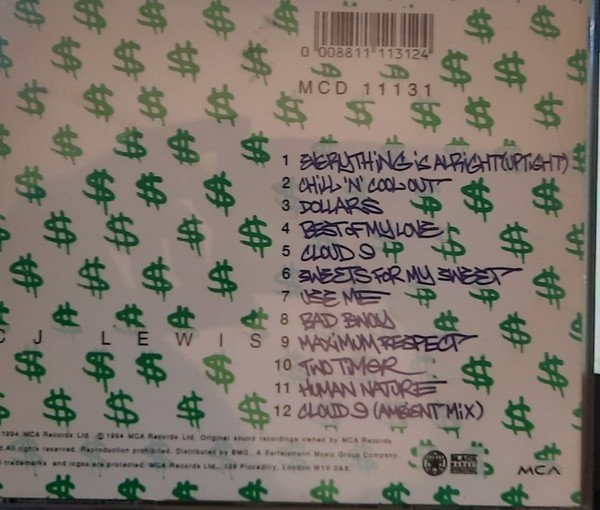 0 008811 113124
MCD 11131
1 EVERYTHING IS ALRIGHT (UPTIGHT)
2 CHILL 'N' COOL OUT
3 DOLLARS
4 BEST OF MY LOVE
5 CLOUD 9
6 SWEETS FOR MY SWEET
7 USE ME
8 BAD BWOY
9 MAXIMUM RESPECT
10 TWO TIMER
11 HUMAN NATURE
12 CLOUD 9 (AMBIENT MIX)
CJ LEWIS
1994 MCA Records Ltd. © 1994 MCA Records Ltd. Original sound recordings owned by MCA Records
All rights reserved. Reproduction prohibited. Distributed by BMG. A Bertelsmann Music Group Company.
trademarks and logos are protected. MCA Records Ltd., 139 Piccadilly, London W1V 0AX
MCA